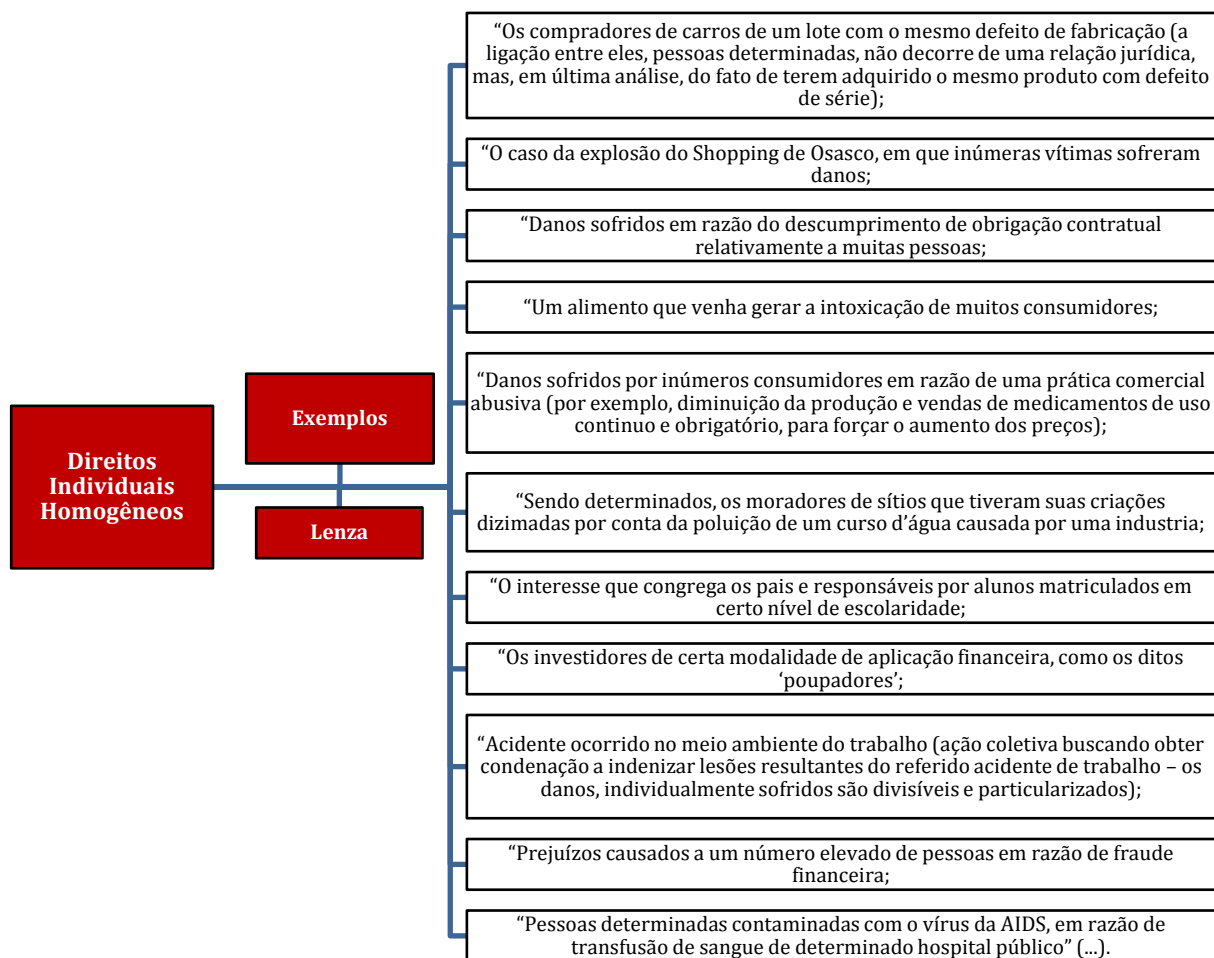 Direitos
Individuais
Homogêneos
Exemplos
Lenza
“Os compradores de carros de um lote com o mesmo defeito de fabricação (a
ligação entre eles, pessoas determinadas, não decorre de uma relação jurídica,
mas, em última análise, do fato de terem adquirido o mesmo produto com defeito
de série);
“O caso da explosão do Shopping de Osasco, em que inúmeras vítimas sofreram
danos;
“Danos sofridos em razão do descumprimento de obrigação contratual
relativamente a muitas pessoas;
“Um alimento que venha gerar a intoxicação de muitos consumidores;
“Danos sofridos por inúmeros consumidores em razão de uma prática comercial
abusiva (por exemplo, diminuição da produção e vendas de medicamentos de uso
continuo e obrigatório, para forçar o aumento dos preços);
“Sendo determinados, os moradores de sítios que tiveram suas criações
dizimadas por conta da poluição de um curso d’água causada por uma industria;
“O interesse que congrega os pais e responsáveis por alunos matriculados em
certo nível de escolaridade;
“Os investidores de certa modalidade de aplicação financeira, como os ditos
‘poupadores’;
“Acidente ocorrido no meio ambiente do trabalho (ação coletiva buscando obter
condenação a indenizar lesões resultantes do referido acidente de trabalho – os
danos, individualmente sofridos são divisíveis e particularizados);
“Prejuízos causados a um número elevado de pessoas em razão de fraude
financeira;
“Pessoas determinadas contaminadas com o vírus da AIDS, em razão de
transfusão de sangue de determinado hospital público” (...).